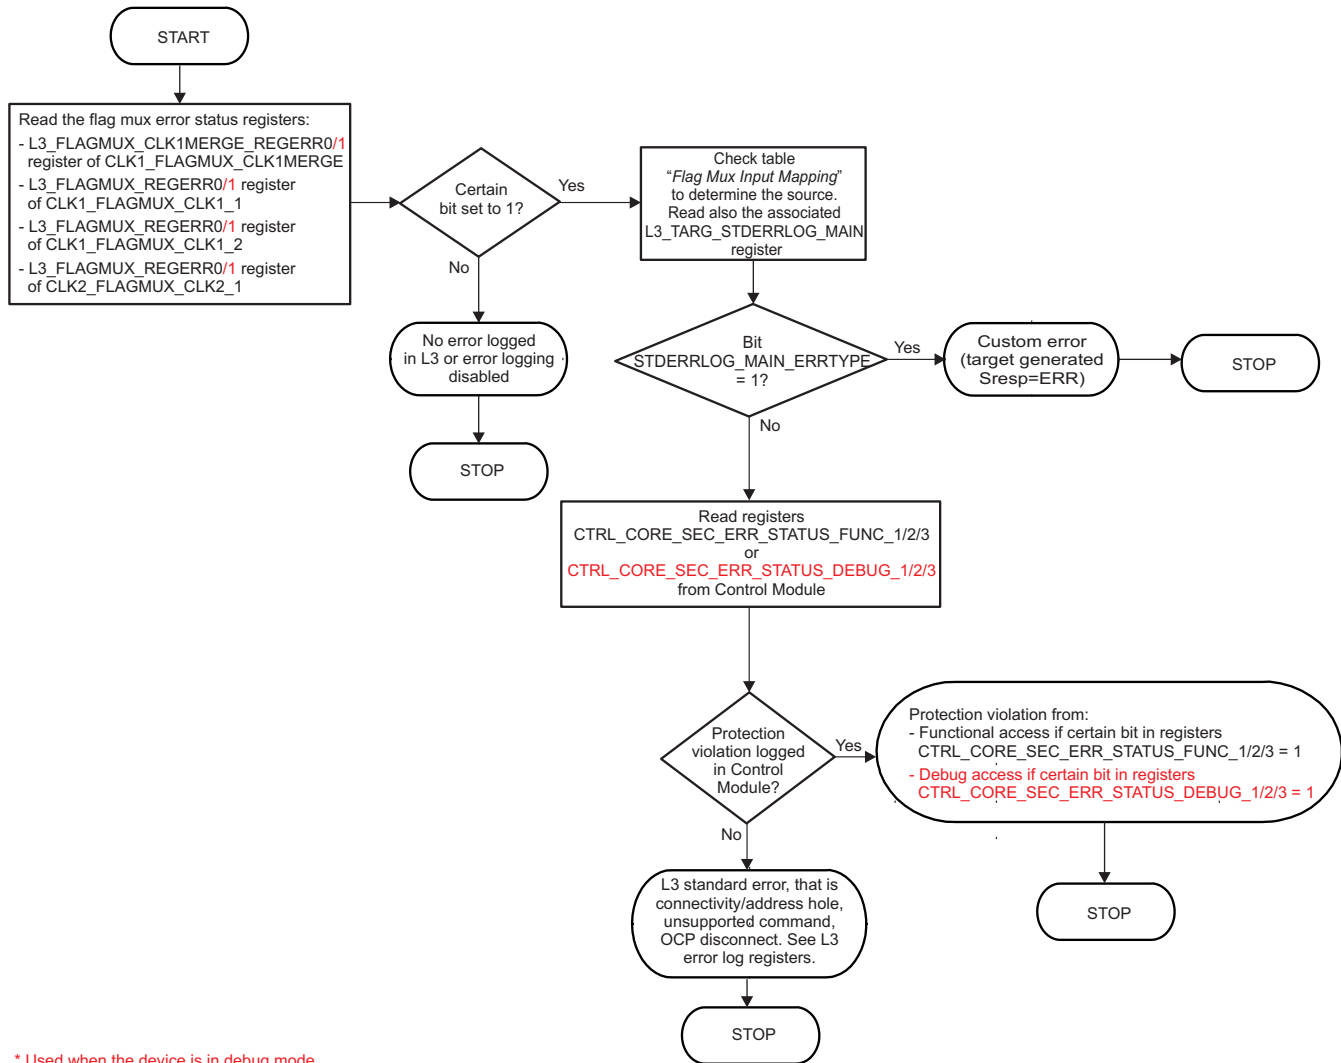 START
Read the flag mux error status registers:
- L3_FLAGMUX_CLK1MERGE_REGERR0/1
register of CLK1_FLAGMUX_CLK1MERGE
- L3_FLAGMUX_REGERR0/1 register
of CLK1_FLAGMUX_CLK1_1
- L3_FLAGMUX_REGERR0/1 register
of CLK1_FLAGMUX_CLK1_2
- L3_FLAGMUX_REGERR0/1 register
of CLK2_FLAGMUX_CLK2_1
Certain
bit set to 1?
Yes
No
Check table
“Flag Mux Input Mapping”
to determine the source.
Read also the associated
L3_TARG_STDERRLOG_MAIN
register
No error logged
in L3 or error logging
disabled
STOP
Bit
STDERRLOG_MAIN_ERRTYPE
= 1?
Yes
No
Custom error
(target generated
Sresp=ERR)
STOP
Read registers
CTRL_CORE_SEC_ERR_STATUS_FUNC_1/2/3
or
CTRL_CORE_SEC_ERR_STATUS_DEBUG_1/2/3
from Control Module
Protection
violation logged
in Control
Module?
Yes
No
Protection violation from:
- Functional access if certain bit in registers
CTRL_CORE_SEC_ERR_STATUS_FUNC_1/2/3 = 1
- Debug access if certain bit in registers
CTRL_CORE_SEC_ERR_STATUS_DEBUG_1/2/3 = 1
STOP
L3 standard error, that is
connectivity/address hole,
unsupported command,
OCP disconnect. See L3
error log registers.
STOP
* Used when the device is in debug mode